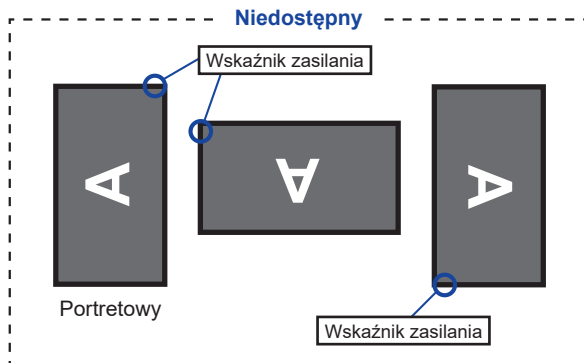 Niedostępny
Wskaźnik zasilania
A
A
A
Portretowy
Wskaźnik zasilania